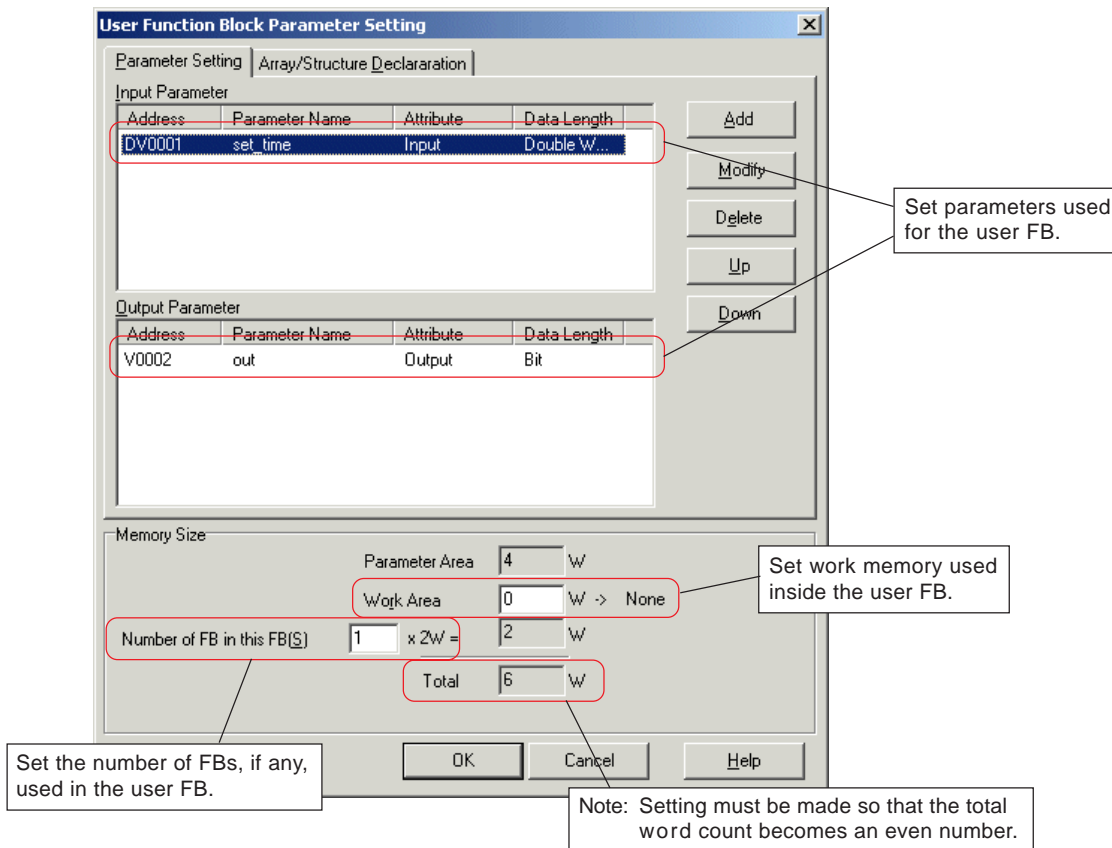 User Function Block Parameter Setting
Parameter Setting
Array/Structure Declararation
Input Parameter
Address Parameter Name Attribute Data Length
DV0001 set_time Input Double W...
Add
Modify
Delete
Up
Down
Set parameters used
for the user FB.
Output Parameter
Address Parameter Name Attribute Data Length
V0002 out Output Bit
Memory Size
Parameter Area 4 W
Work Area 0 W -> None
Number of FB in this FB(S) 1 x 2W = 2 W
Total 6 W
Set work memory used
inside the user FB.
OK Cancel Help
Set the number of FBs, if any,
used in the user FB.
Note: Setting must be made so that the total
word count becomes an even number.